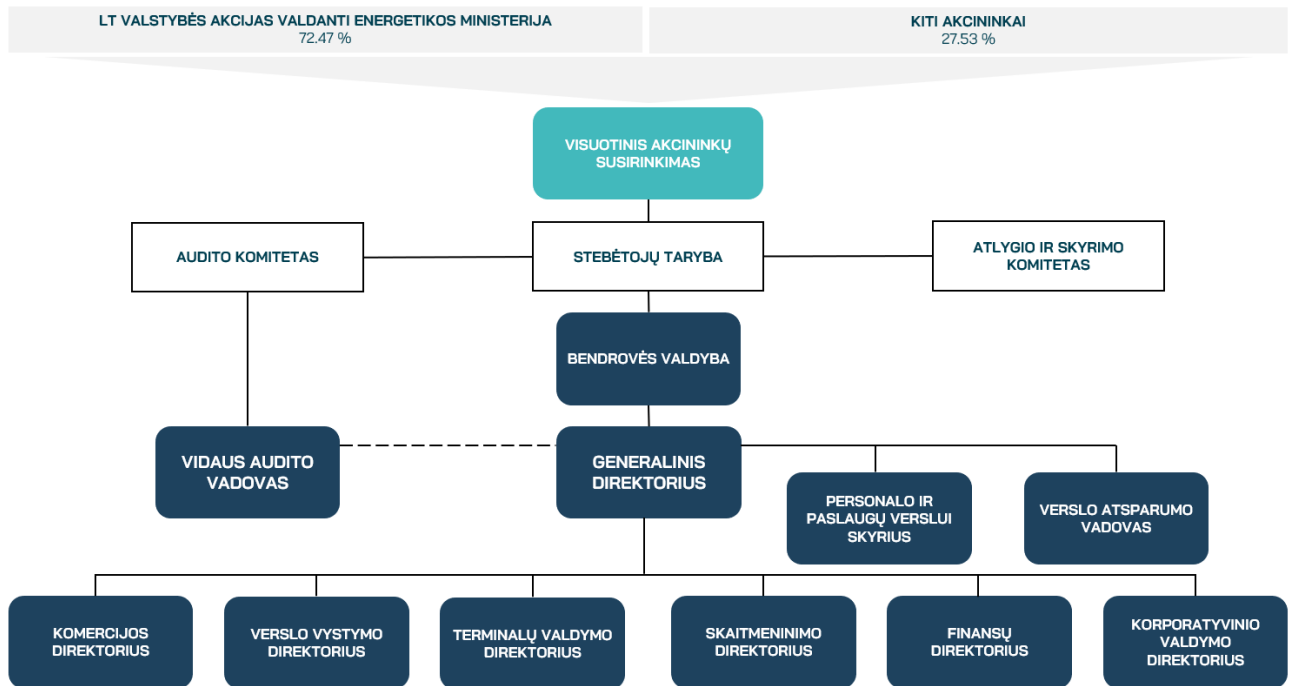 LT VALSTYBĖS AKCIJAS VALDANTI ENERGETIKOS MINISTERIJA
72.47 %
KITI AKCININKAI
27.53 %
VISUOTINIS AKCININKŲ
SUSIRINKIMAS
AUDITO KOMITETAS
STEBĖTOJŲ TARYBA
ATLYGIO IR SKYRIMO
KOMITETAS
BENDROVĖS VALDYBA
VIDAUS AUDITO
VADOVAS
GENERALINIS
DIREKTORIUS
PERSONALO IR
PASLAUGŲ VERSLUI
SKYRIUS
VERSLO ATSPARUMO
VADOVAS
KOMERCIJOS
DIREKTORIUS
VERSLO VYSTYMO
DIREKTORIUS
TERMINALŲ VALDYMO
DIREKTORIUS
SKAITMENINIMO
DIREKTORIUS
FINANSŲ
DIREKTORIUS
KORPORATYVINIO
VALDYMO
DIREKTORIUS